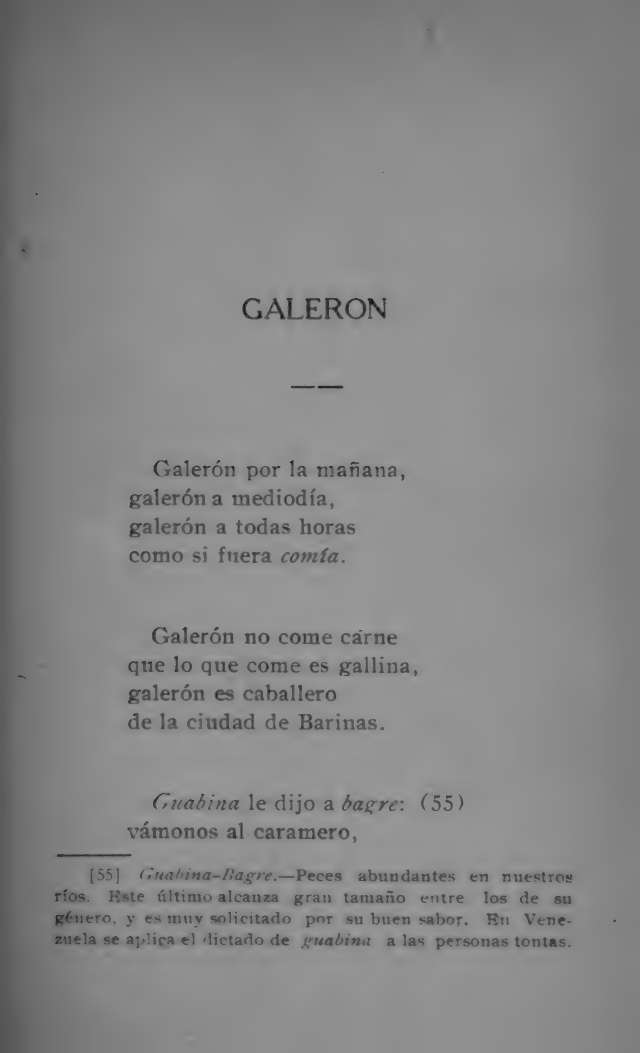 GALERON
Galerón por la mañana,
galerón a mediodía,
galerón a todas horas
como si fuera comía.
Galerón no come carne
que lo que come es gallina,
galerón es caballero
de la ciudad de Barinas.
Guabina le dijo a bagre: (55)
vámonos al caramero,
[55] Guabina-Bagre.—Peces abundantes en nuestros
ríos. Este último alcanza gran tamaño entre los de su
género, y es muy solicitado por su buen sabor. En Vene-
zuela se aplica el dictado de guabina a las personas tontas.